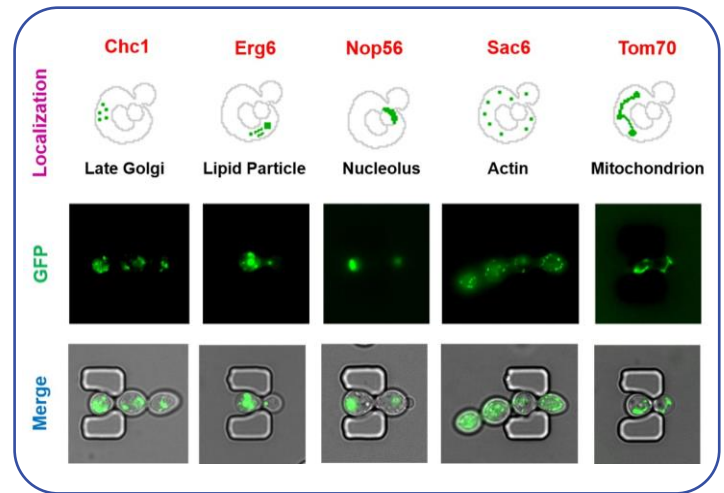 Chc1 Erg6 Nop56 Sac6 Tom70
Localization
Late Golgi Lipid Particle Nucleolus Actin Mitochondrion
GFP
Merge